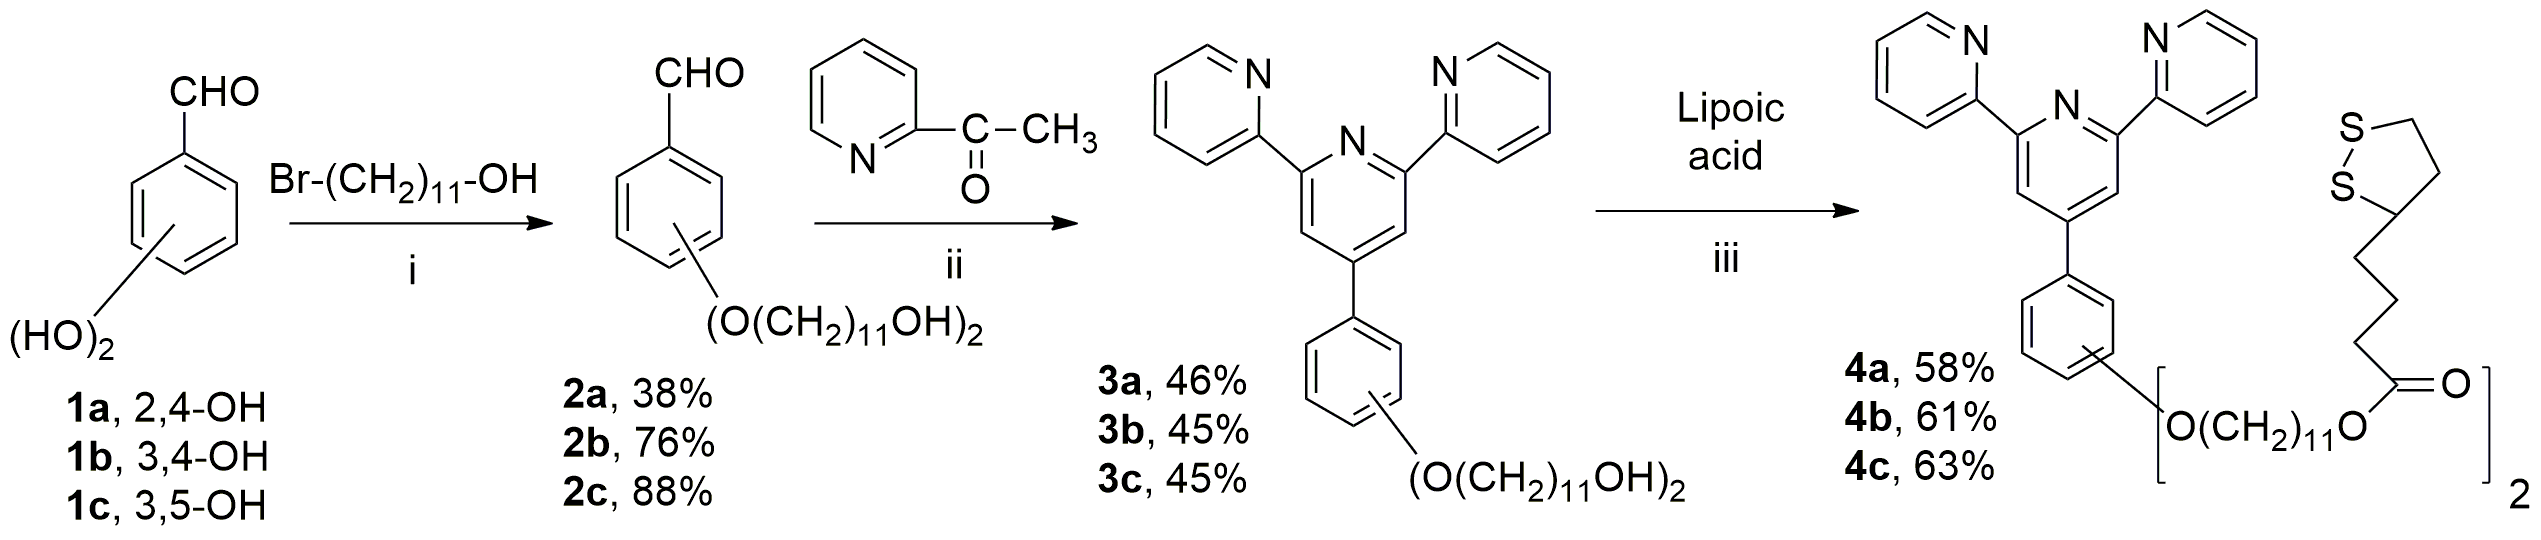 CHO
(HO)2
1a, 2,4-OH
1b, 3,4-OH
1c, 3,5-OH
Br-(CH2)11-OH
i
CHO
(O(CH2)11OH)2
2a, 38%
2b, 76%
2c, 88%
N
C-CH3
O
ii
N
N
N
(O(CH2)11OH)2
3a, 46%
3b, 45%
3c, 45%
Lipoic
acid
iii
N
N
N
S
S
O
O(CH2)11O
2
4a, 58%
4b, 61%
4c, 63%